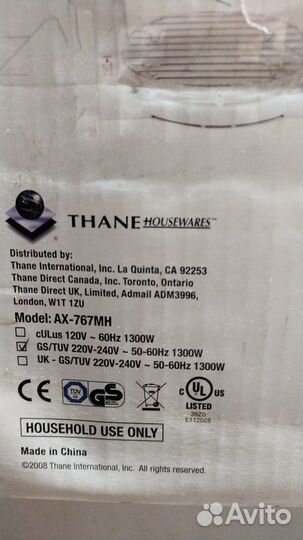 THANE HOUSEWARES™
Distributed by:
Thane International, Inc. La Quinta, CA 92253
Thane Direct Canada, Inc. Toronto, Ontario
Thane Direct UK, Limited, Admail ADM3996,
London, W1T 1ZU
Model: AX-767MH
cULus 120V ~ 60Hz 1300W
GS/TUV 220V-240V ~ 50-60Hz 1300W
UK - GS/TUV 220V-240V ~ 50-60Hz 1300W
CE TUV GS c UL us
LISTED
39Z0
E112028
HOUSEHOLD USE ONLY
Made in China
©2008 Thane International, Inc. All rights reserved.
Avito